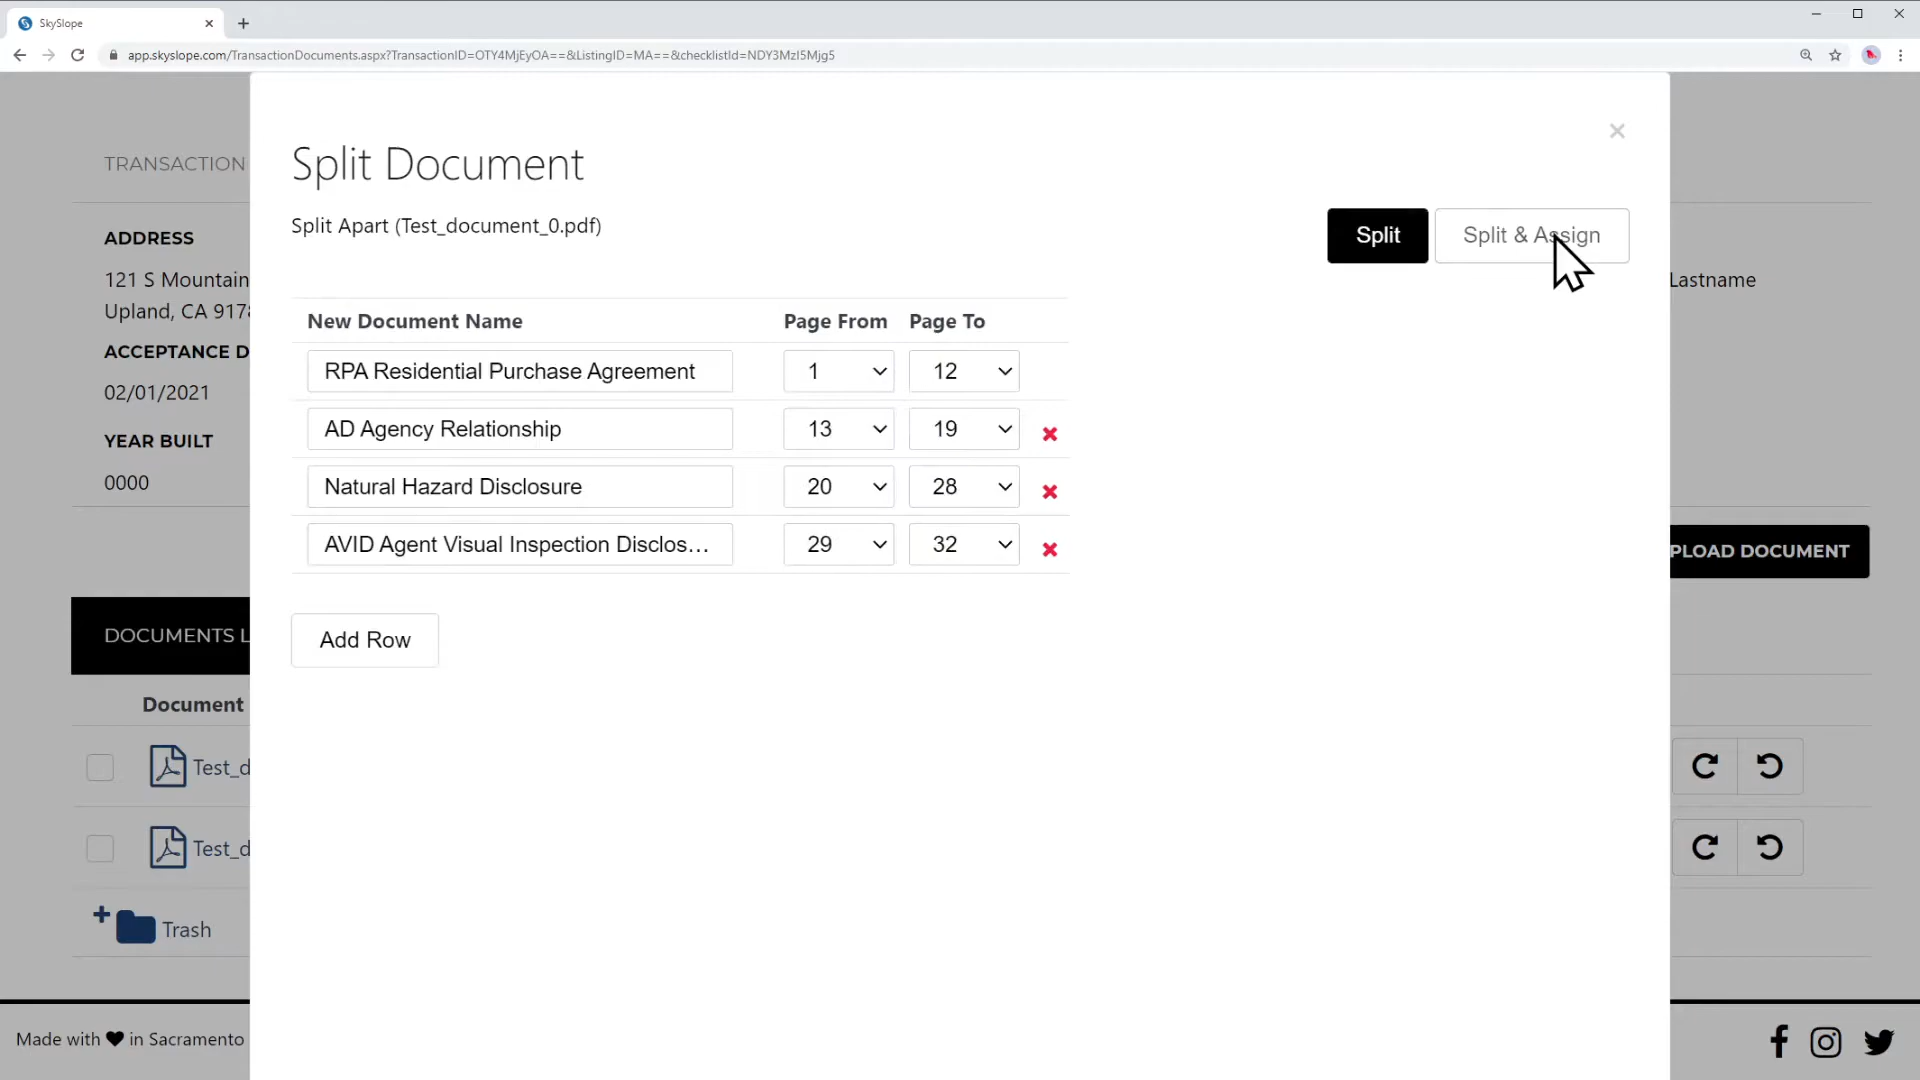 SkySlope
app.skyslope.com/TransactionDocuments.aspx?TransactionID=OTY4MjEyOA==&ListingID=MA==&checklistId=NDY3MzI5Mjg5
TRANSACTION
Split Document
Split Apart (Test_document_0.pdf)
Split
Split & Assign
ADDRESS
121 S Mountain
Upland, CA 9178
Lastname
ACCEPTANCE D
02/01/2021
YEAR BUILT
0000
New Document Name Page From Page To
RPA Residential Purchase Agreement 1 12
AD Agency Relationship 13 19
Natural Hazard Disclosure 20 28
AVID Agent Visual Inspection Disclos... 29 32
Add Row
PLOAD DOCUMENT
DOCUMENTS L
Document
Test_d
Test_d
Trash
Made with ♥ in Sacramento